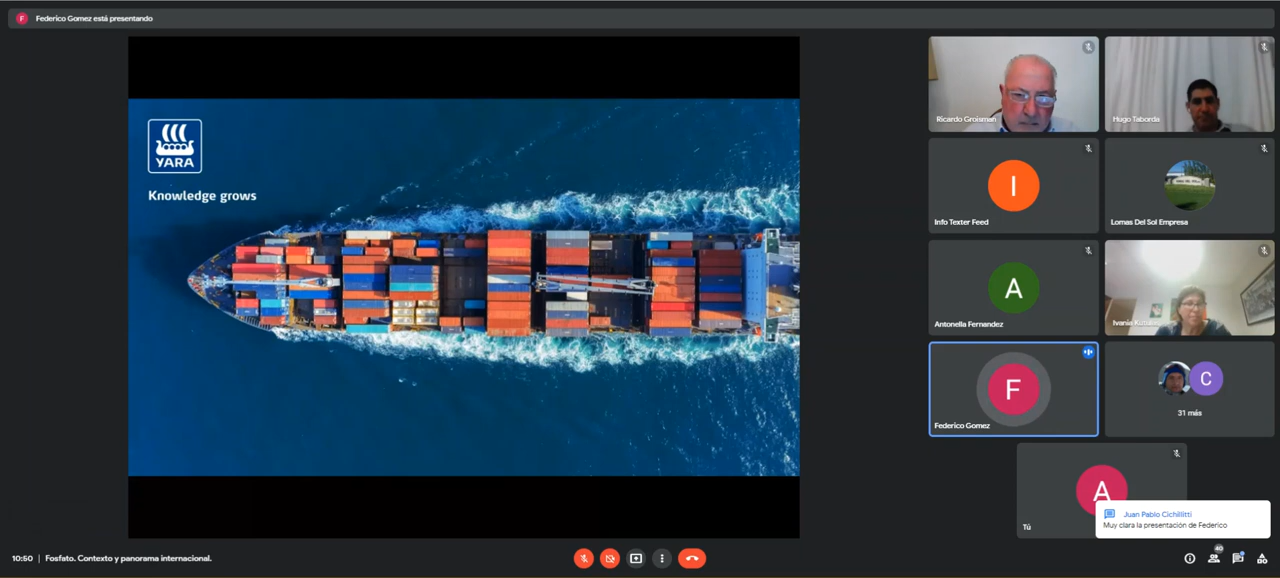 F
Federico Gomez está presentando
YARA
Knowledge grows
Ricardo Groisman
Hugo Taborda
I
Info Texter Feed
Lomas Del Sol Empresa
A
Antonella Fernandez
Ivania
F
Federico Gomez
C
31 más
A
Tú
Juan Pablo Cichillitti
Muy clara la presentación de Federico
10:50 | Fosfato. Contexto y panorama internacional.
40